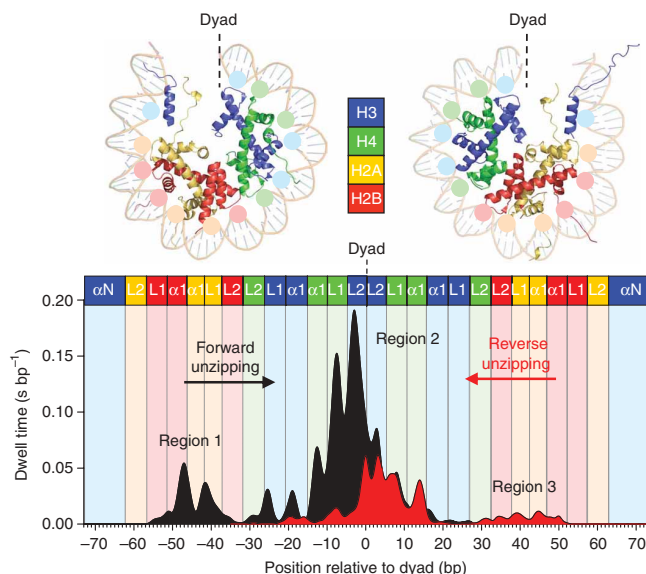 Dyad
Dyad
H3
H4
H2A
H2B
Dyad
αN L2 L1 α1 α1 L1 L2 L2 L1 α1 α1 L1 L2 L2 L1 α1 α1 L1 L2 L2 L1 α1 α1 L1 L2 αN
0.20
0.15
0.10
0.05
0.00
Dwell time (s bp⁻¹)
Forward
unzipping
Region 2
Reverse
unzipping
Region 1
Region 3
−70 −60 −50 −40 −30 −20 −10 0 10 20 30 40 50 60 70
Position relative to dyad (bp)